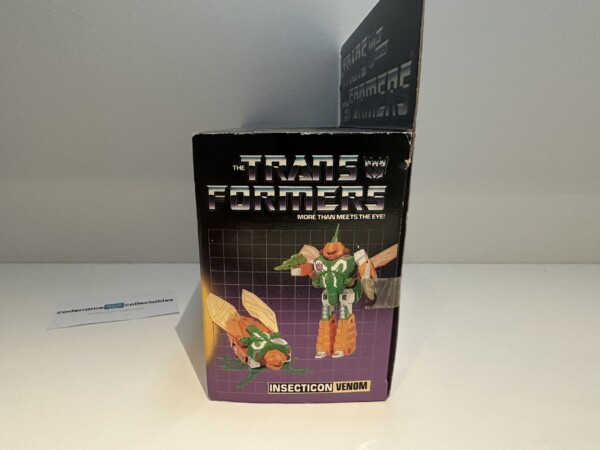 THE TRANS
FORMERS
MORE THAN MEETS THE EYE!
INSECTICON VENOM
codename collectables